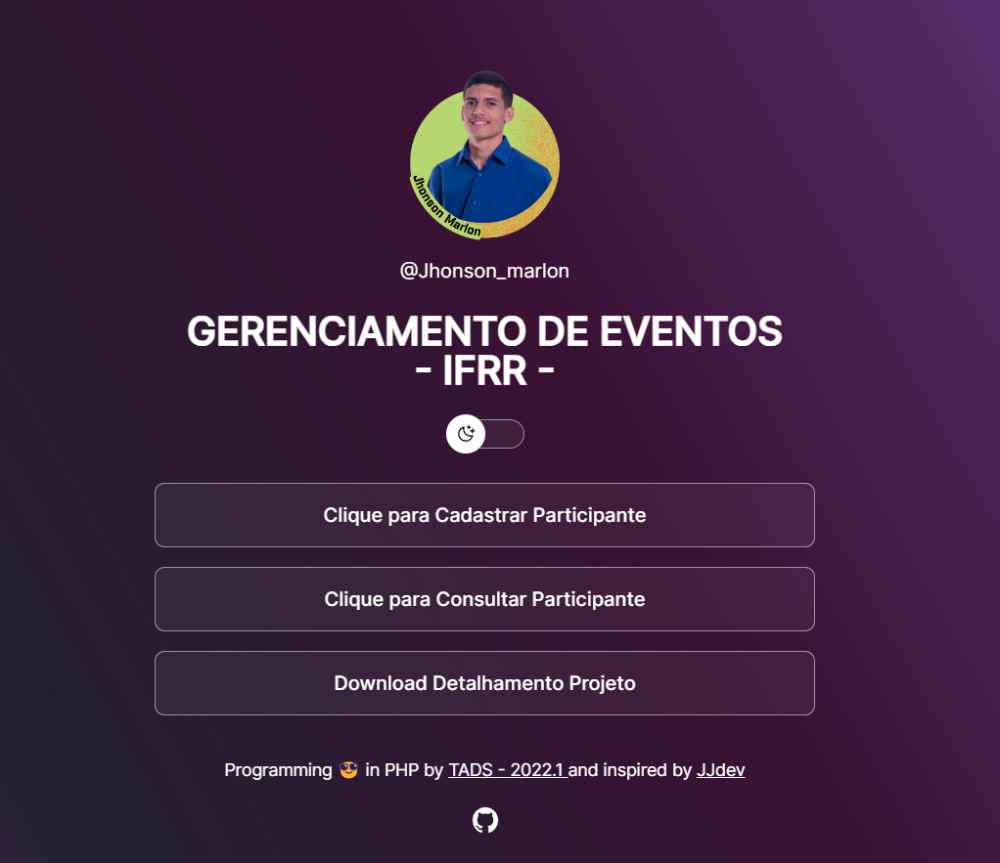 Jhonson Marlon
@Jhonson_marlon
GERENCIAMENTO DE EVENTOS
- IFRR -
Clique para Cadastrar Participante
Clique para Consultar Participante
Download Detalhamento Projeto
Programming 😎 in PHP by TADS - 2022.1 and inspired by JJdev